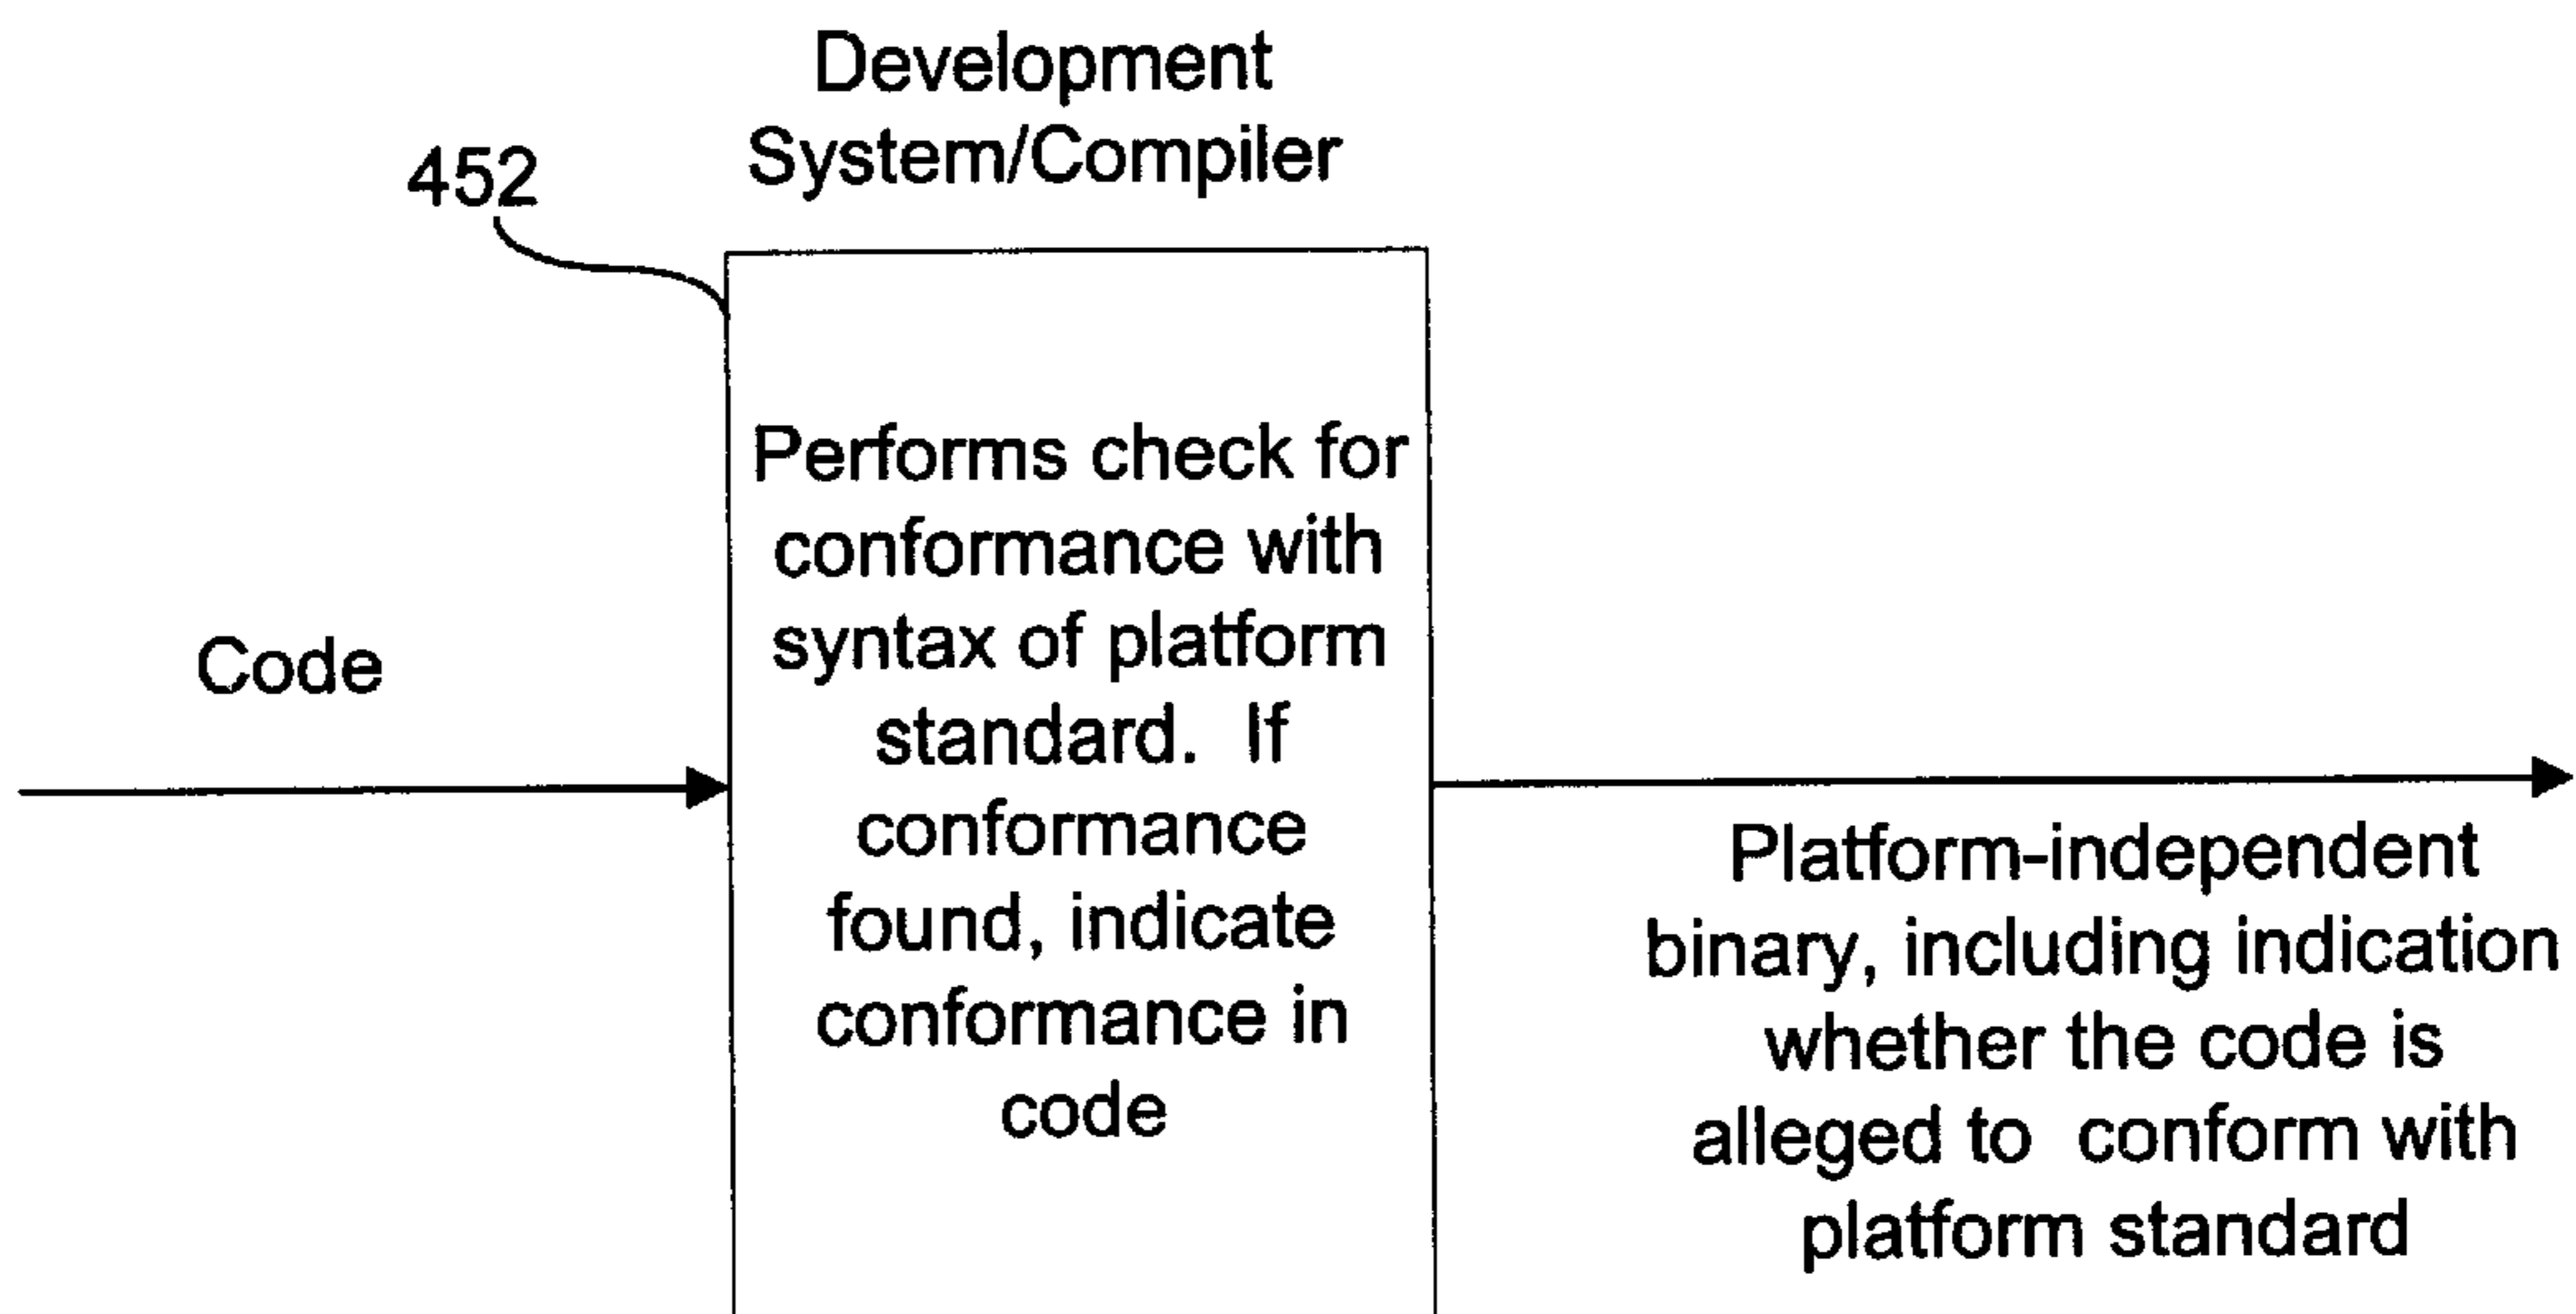 Development
System/Compiler
452
Performs check for
conformance with
syntax of platform
standard. If
conformance
found, indicate
conformance in
code
Code
Platform-independent
binary, including indication
whether the code is
alleged to conform with
platform standard